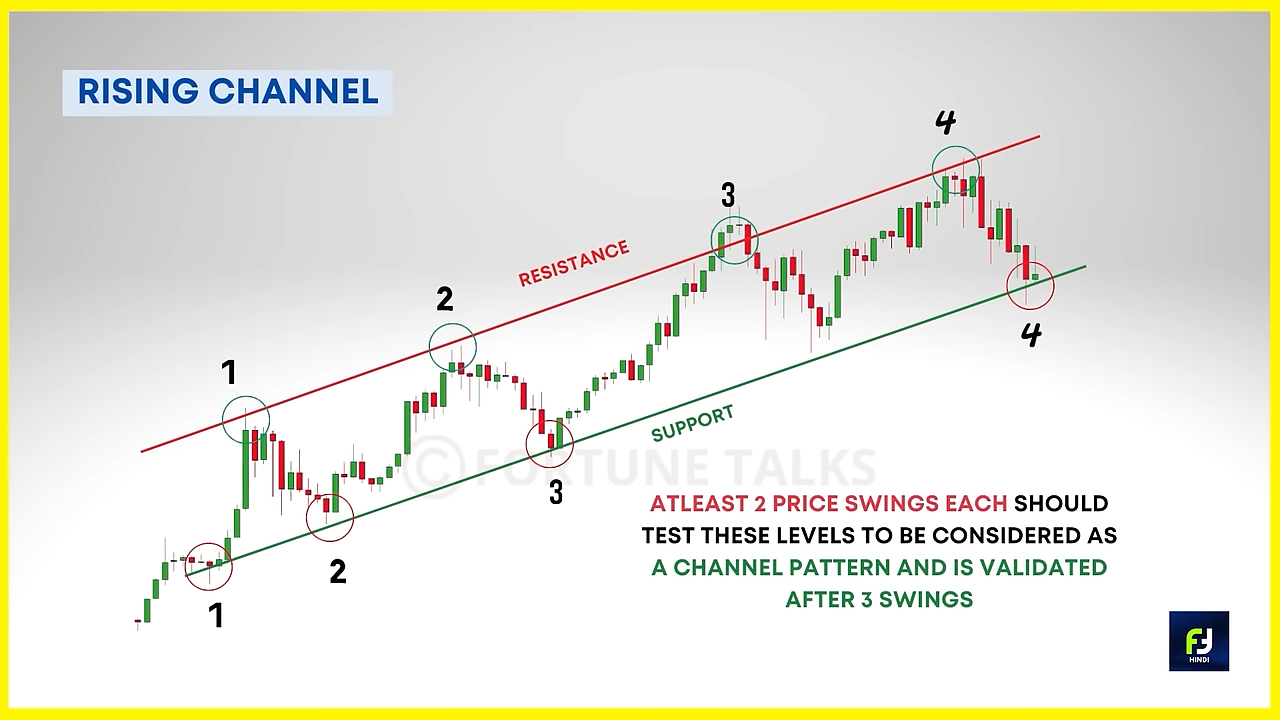 RISING CHANNEL
4
3
RESISTANCE
2
4
1
SUPPORT
© FORTUNE TALKS
3
ATLEAST 2 PRICE SWINGS EACH SHOULD
TEST THESE LEVELS TO BE CONSIDERED AS
A CHANNEL PATTERN AND IS VALIDATED
AFTER 3 SWINGS
2
1
FT
HINDI